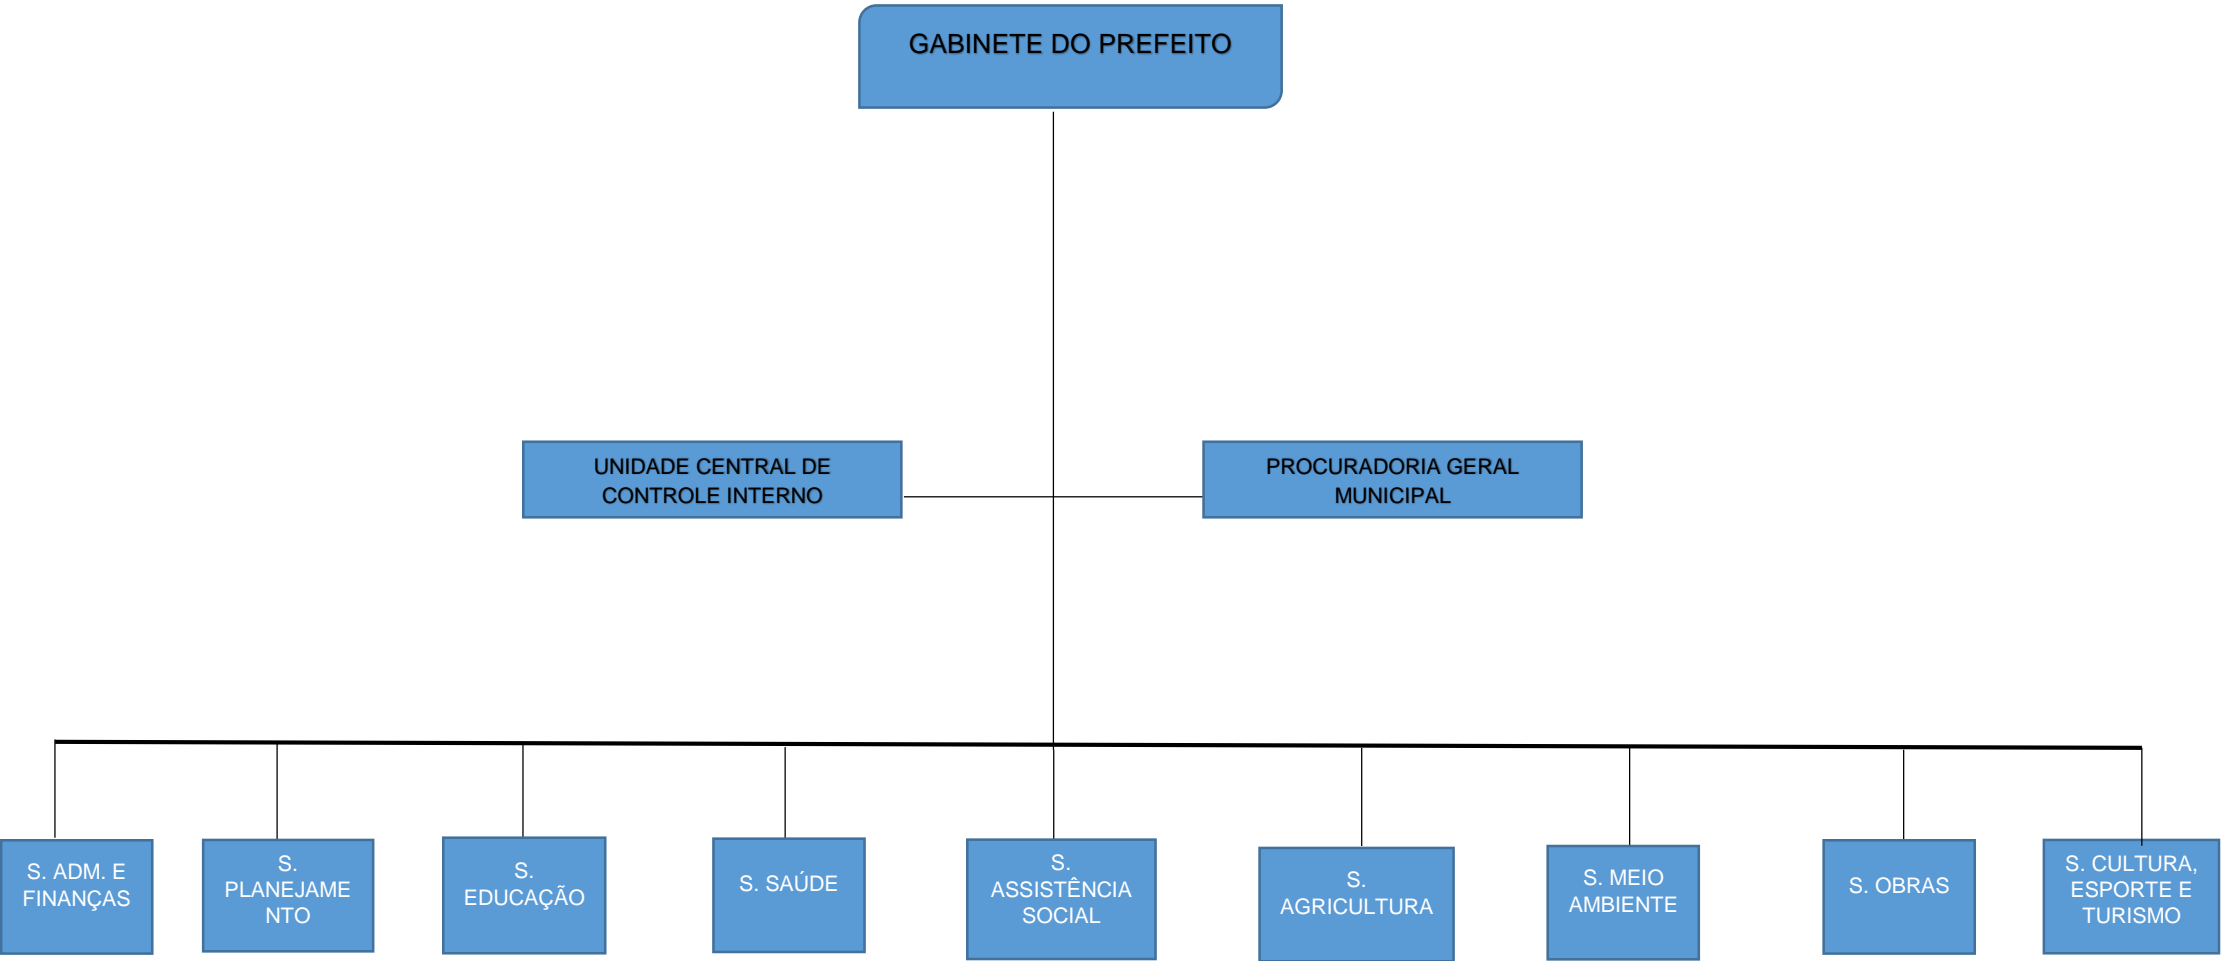 GABINETE DO PREFEITO
UNIDADE CENTRAL DE
CONTROLE INTERNO
PROCURADORIA GERAL
MUNICIPAL
S. ADM. E
FINANÇAS
S.
PLANEJAME
NTO
S.
EDUCAÇÃO
S. SAÚDE
S.
ASSISTÊNCIA
SOCIAL
S.
AGRICULTURA
S. MEIO
AMBIENTE
S. OBRAS
S. CULTURA,
ESPORTE E
TURISMO